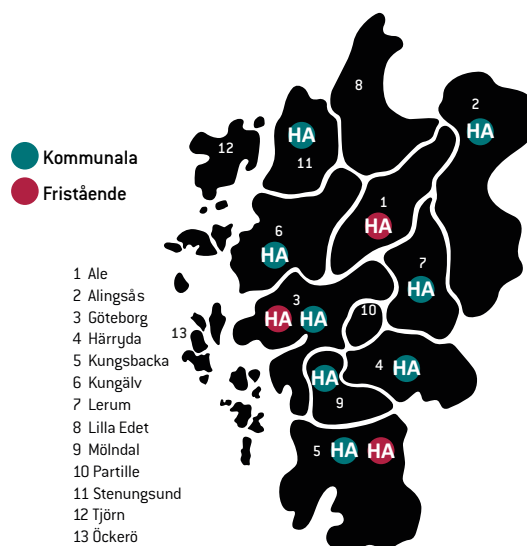 8
2
HA
HA
12
11
Kommunala
Fristående
1
HA
6
HA
7
HA
1 Ale
2 Alingsås
3 Göteborg
4 Härryda
5 Kungsbacka
6 Kungälv
7 Lerum
8 Lilla Edet
9 Mölndal
10 Partille
11 Stenungsund
12 Tjörn
13 Öckerö
3
HA HA
10
13
4 HA
HA
9
5 HA HA